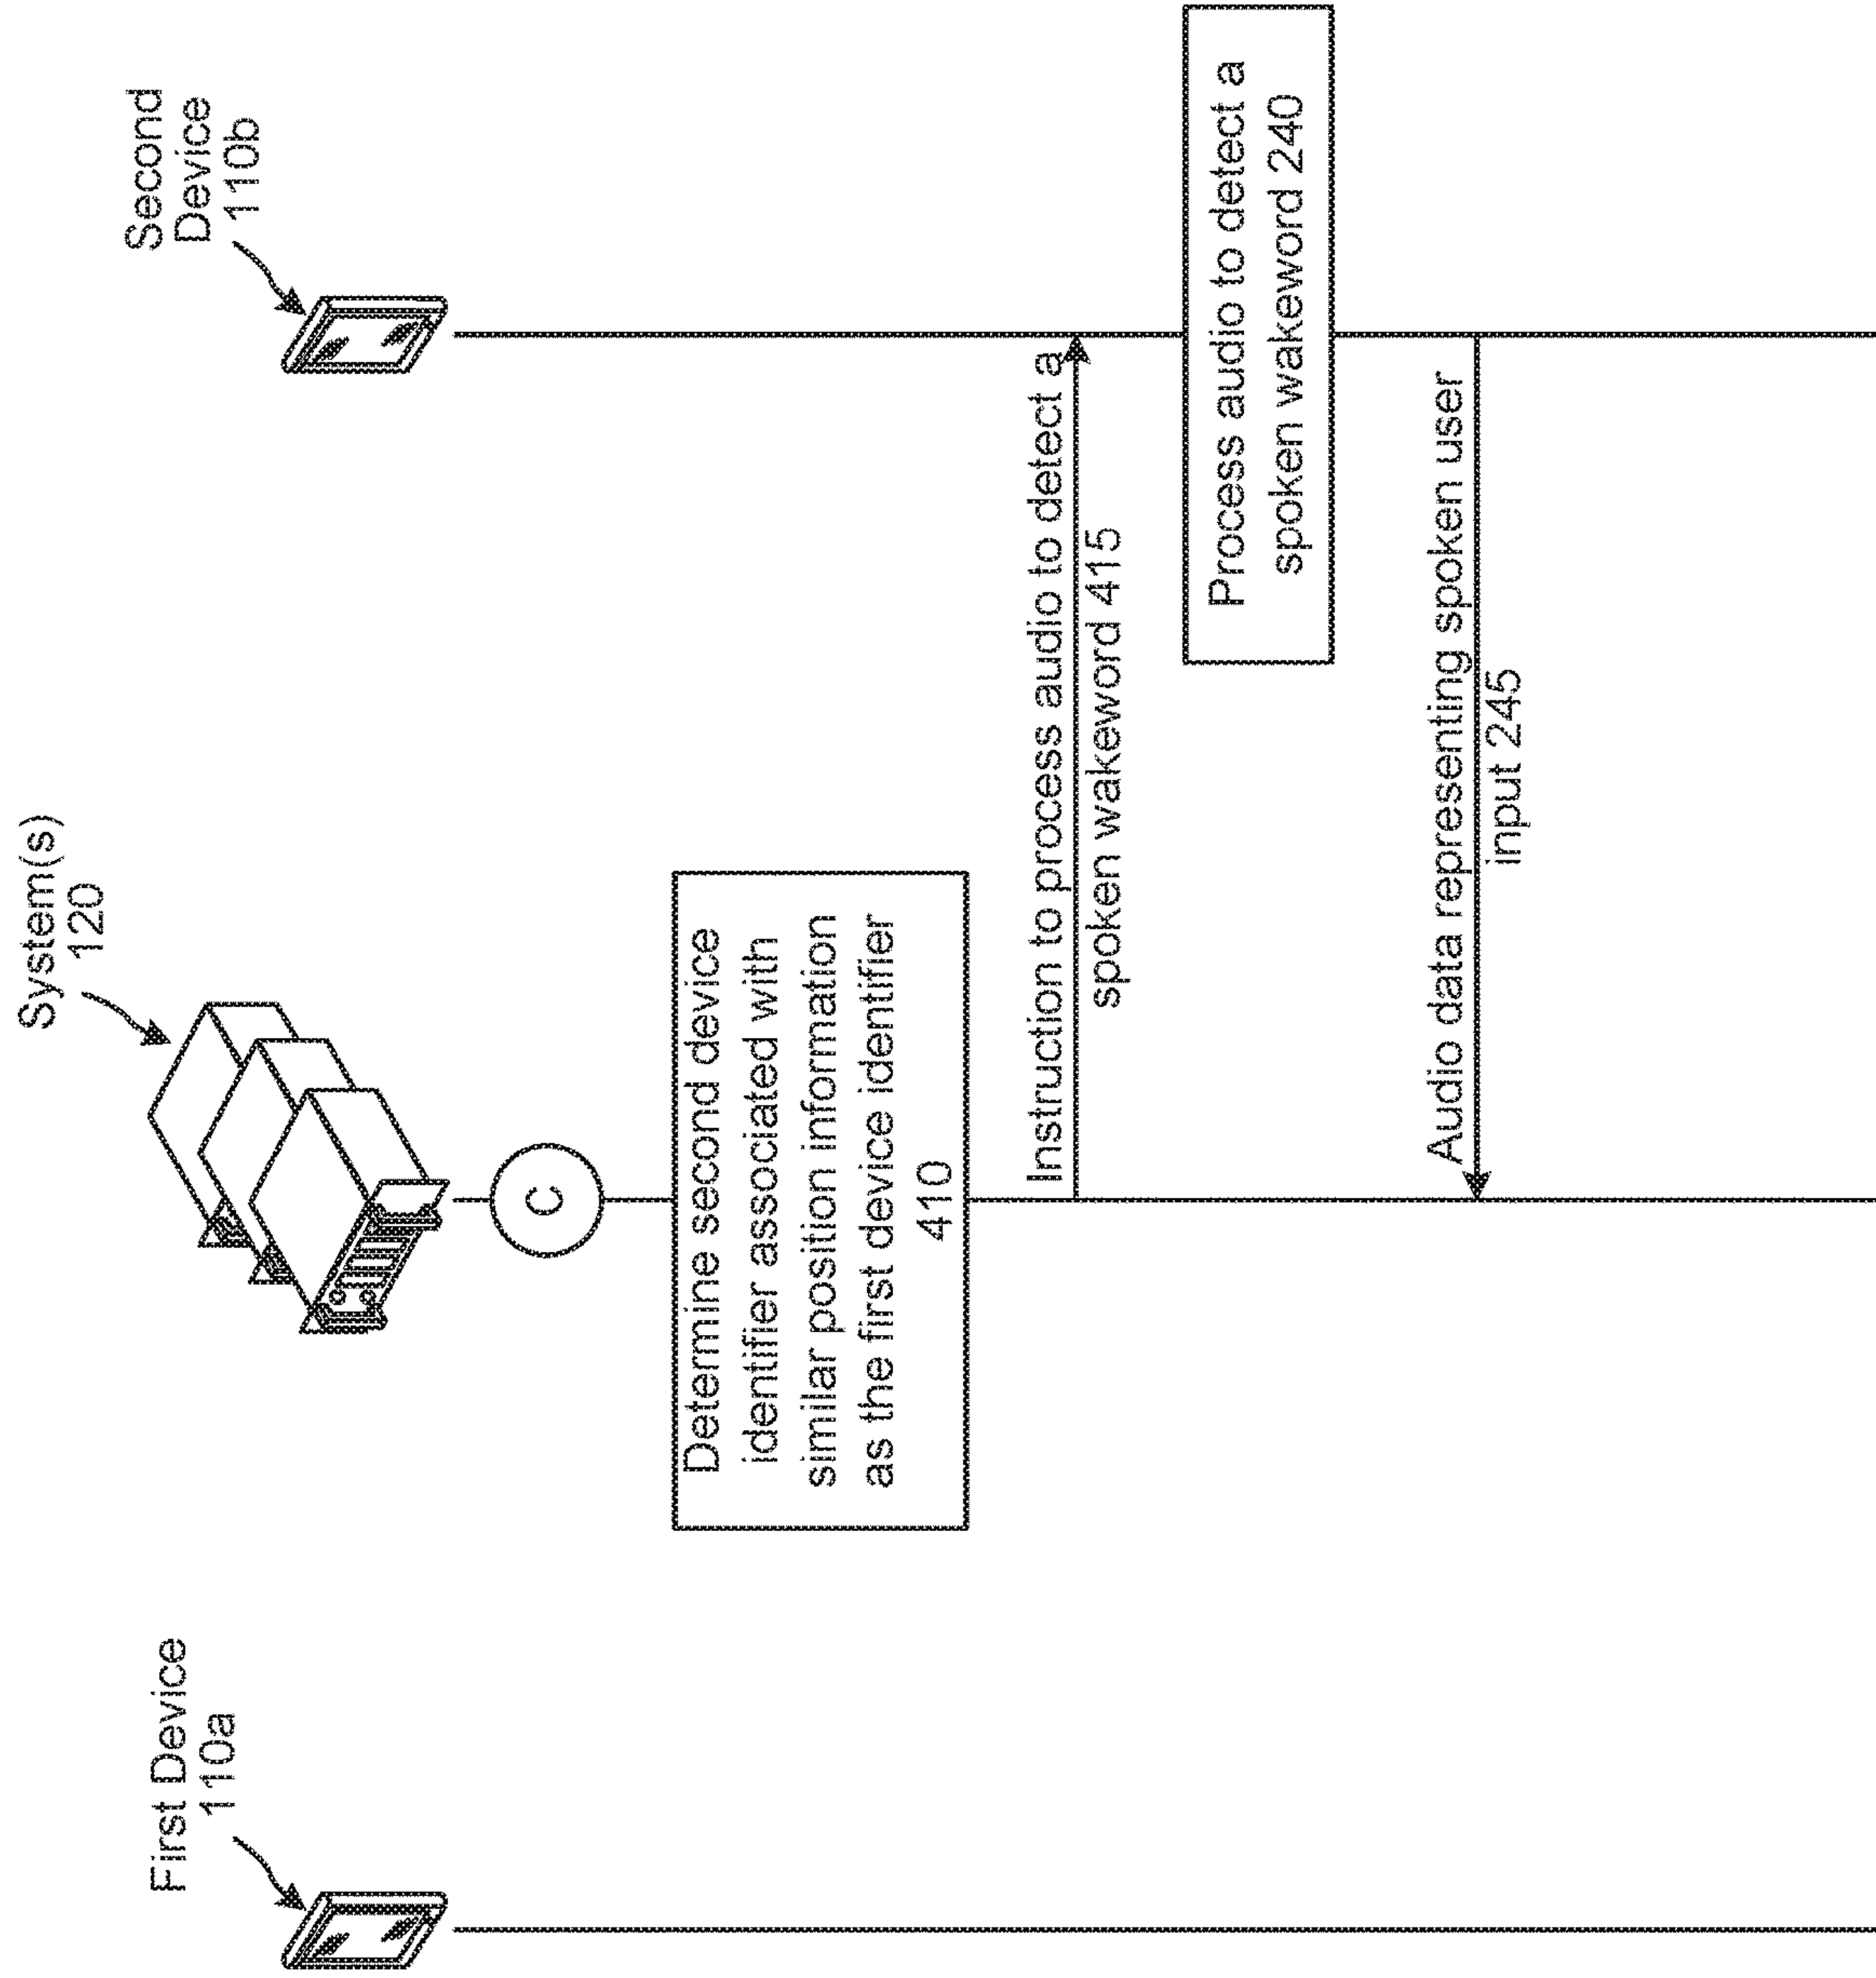 First Device
110a
System(s)
120
Second
Device
110b
C
Determine second device
identifier associated with
similar position information
as the first device identifier
410
Instruction to process audio to detect a
spoken wakeword 415
Process audio to detect a
spoken wakeword 240
Audio data representing spoken user
input 245